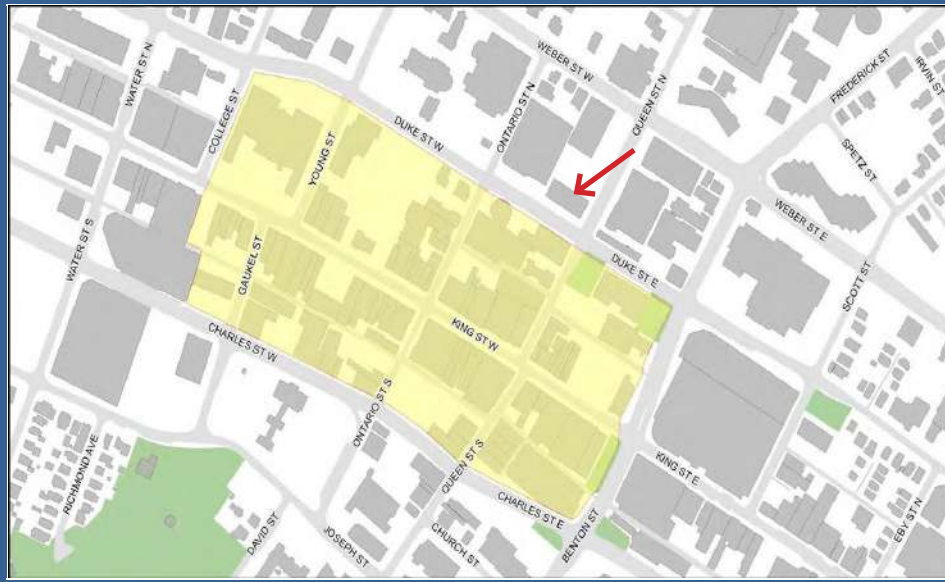 WATER ST N
COLLEGE ST
YOUNG ST
DUKE ST W
ONTARIO ST N
WEBER ST W
QUEEN ST N
FREDERICK ST
IRVIN ST
SPETZ ST
WEBER ST E
SCOTT ST
DUKE ST E
WATER ST S
GAUKEL ST
CHARLES ST W
KING ST W
ONTARIO ST S
QUEEN ST S
KING ST E
CHARLES ST E
BENTON ST
EBY ST N
RICHMOND AVE
DAVID ST
JOSEPH ST
CHURCH ST